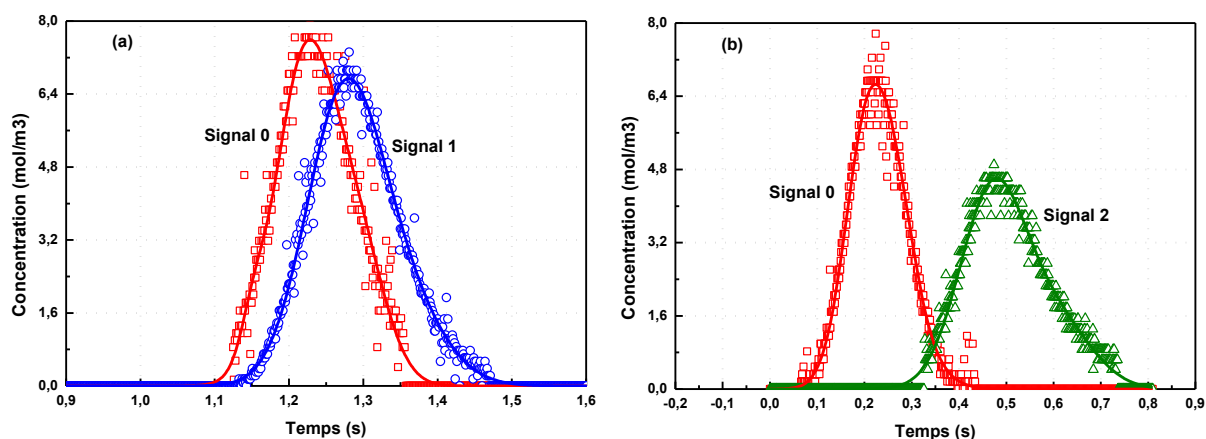 (a)
8,0
6,4
4,8
3,2
1,6
0,0
Concentration (mol/m3)
Signal 0
Signal 1
0,9 1,0 1,1 1,2 1,3 1,4 1,5 1,6
Temps (s)
(b)
8,0
6,4
4,8
3,2
1,6
0,0
Concentration (mol/m3)
Signal 0
Signal 2
-0,2 -0,1 0,0 0,1 0,2 0,3 0,4 0,5 0,6 0,7 0,8 0,9
Temps (s)